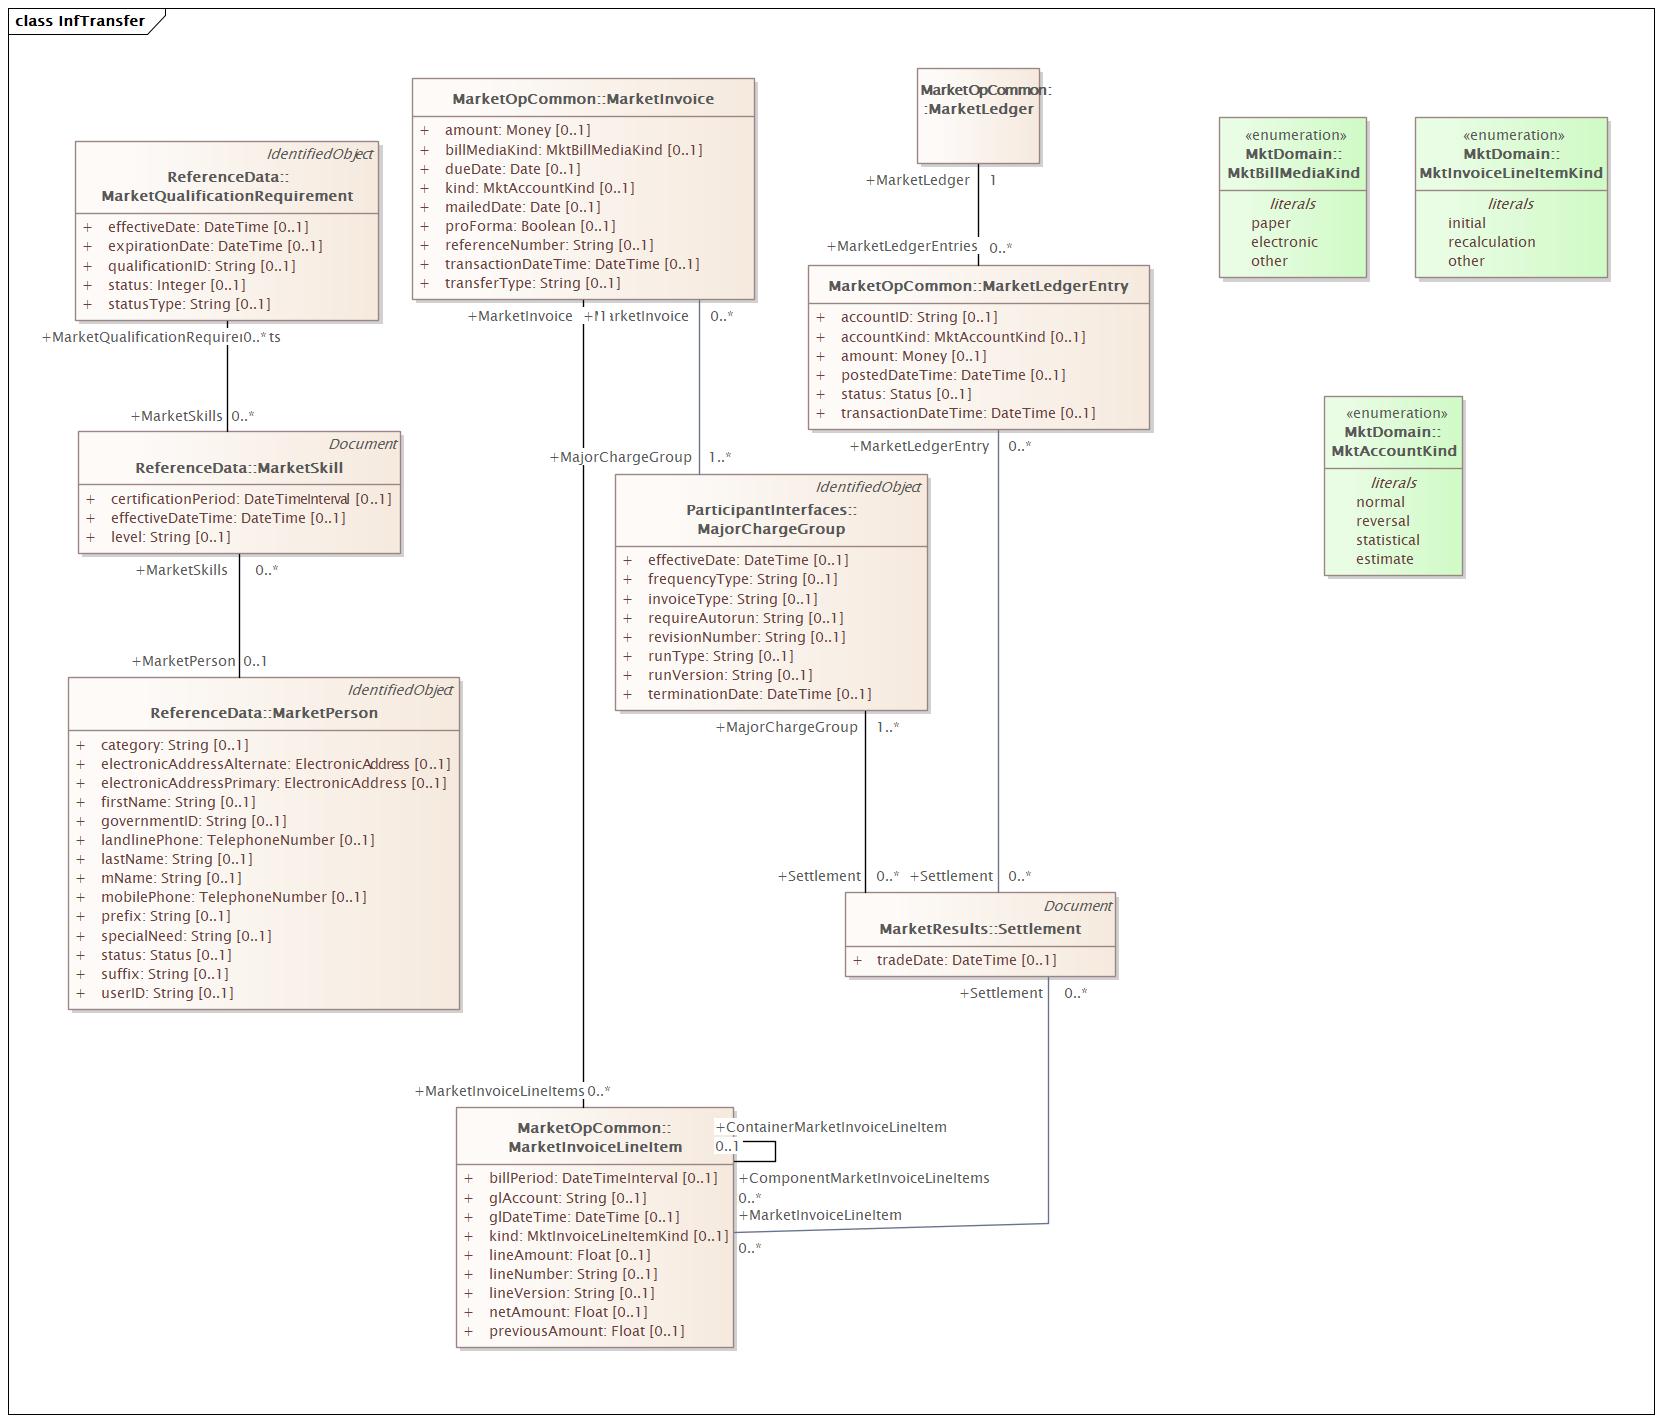 class InfTransfer
IdentifiedObject
ReferenceData::
MarketQualificationRequirement
+ effectiveDate: DateTime [0..1]
+ expirationDate: DateTime [0..1]
+ qualificationID: String [0..1]
+ status: Integer [0..1]
+ statusType: String [0..1]
0..*
+MarketSkills 0..*
Document
ReferenceData::MarketSkill
+ certificationPeriod: DateTimeInterval [0..1]
+ effectiveDateTime: DateTime [0..1]
+ level: String [0..1]
+MarketSkills 0..*
+MarketPerson 0..1
IdentifiedObject
ReferenceData::MarketPerson
+ category: String [0..1]
+ electronicAddressAlternate: ElectronicAddress [0..1]
+ electronicAddressPrimary: ElectronicAddress [0..1]
+ firstName: String [0..1]
+ governmentID: String [0..1]
+ landlinePhone: TelephoneNumber [0..1]
+ lastName: String [0..1]
+ mName: String [0..1]
+ mobilePhone: TelephoneNumber [0..1]
+ prefix: String [0..1]
+ specialNeed: String [0..1]
+ status: Status [0..1]
+ suffix: String [0..1]
+ userID: String [0..1]
MarketOpCommon::MarketInvoice
+ amount: Money [0..1]
+ billMediaKind: MktBillMediaKind [0..1]
+ dueDate: Date [0..1]
+ kind: MktAccountKind [0..1]
+ mailedDate: Date [0..1]
+ proForma: Boolean [0..1]
+ referenceNumber: String [0..1]
+ transactionDateTime: DateTime [0..1]
+ transferType: String [0..1]
+MarketInvoice
+MarketInvoice 0..*
+MajorChargeGroup 1..*
IdentifiedObject
ParticipantInterfaces::
MajorChargeGroup
+ effectiveDate: DateTime [0..1]
+ frequencyType: String [0..1]
+ invoiceType: String [0..1]
+ requireAutorun: String [0..1]
+ revisionNumber: String [0..1]
+ runType: String [0..1]
+ runVersion: String [0..1]
+ terminationDate: DateTime [0..1]
+MajorChargeGroup 1..*
MarketOpCommon:
:MarketLedger
+MarketLedger 1
+MarketLedgerEntries 0..*
MarketOpCommon::MarketLedgerEntry
+ accountID: String [0..1]
+ accountKind: MktAccountKind [0..1]
+ amount: Money [0..1]
+ postedDateTime: DateTime [0..1]
+ status: Status [0..1]
+ transactionDateTime: DateTime [0..1]
+MarketLedgerEntry 0..*
+Settlement 0..*
+Settlement 0..*
Document
MarketResults::Settlement
+ tradeDate: DateTime [0..1]
+Settlement 0..*
+MarketInvoiceLineItems 0..*
MarketOpCommon::
MarketInvoiceLineItem
+ billPeriod: DateTimeInterval [0..1]
+ glAccount: String [0..1]
+ glDateTime: DateTime [0..1]
+ kind: MktInvoiceLineItemKind [0..1]
+ lineAmount: Float [0..1]
+ lineNumber: String [0..1]
+ lineVersion: String [0..1]
+ netAmount: Float [0..1]
+ previousAmount: Float [0..1]
+ContainerMarketInvoiceLineItem
0..1
+ComponentMarketInvoiceLineItems
0..*
+MarketInvoiceLineItem
0..*
«enumeration»
MktDomain::
MktBillMediaKind
literals
paper
electronic
other
«enumeration»
MktDomain::
MktInvoiceLineItemKind
literals
initial
recalculation
other
«enumeration»
MktDomain::
MktAccountKind
literals
normal
reversal
statistical
estimate